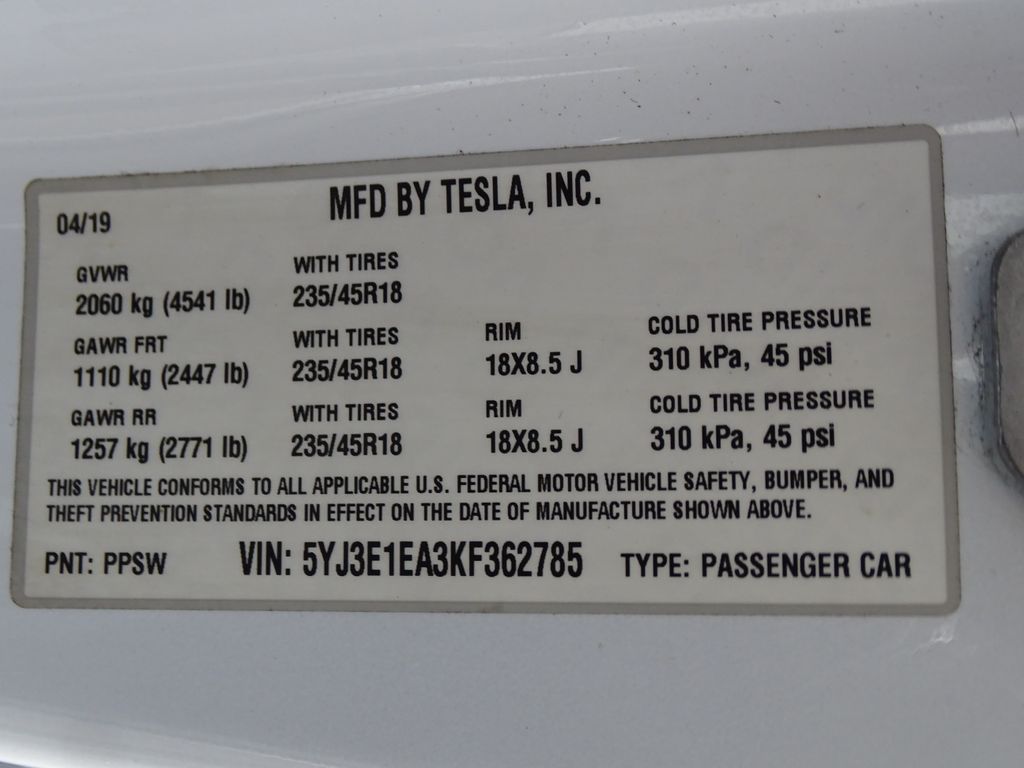 MFD BY TESLA, INC.
04/19
GVWR WITH TIRES
2060 kg (4541 lb) 235/45R18
GAWR FRT WITH TIRES RIM COLD TIRE PRESSURE
1110 kg (2447 lb) 235/45R18 18X8.5 J 310 kPa, 45 psi
GAWR RR WITH TIRES RIM COLD TIRE PRESSURE
1257 kg (2771 lb) 235/45R18 18X8.5 J 310 kPa, 45 psi
THIS VEHICLE CONFORMS TO ALL APPLICABLE U.S. FEDERAL MOTOR VEHICLE SAFETY, BUMPER, AND
THEFT PREVENTION STANDARDS IN EFFECT ON THE DATE OF MANUFACTURE SHOWN ABOVE.
PNT: PPSW VIN: 5YJ3E1EA3KF362785 TYPE: PASSENGER CAR